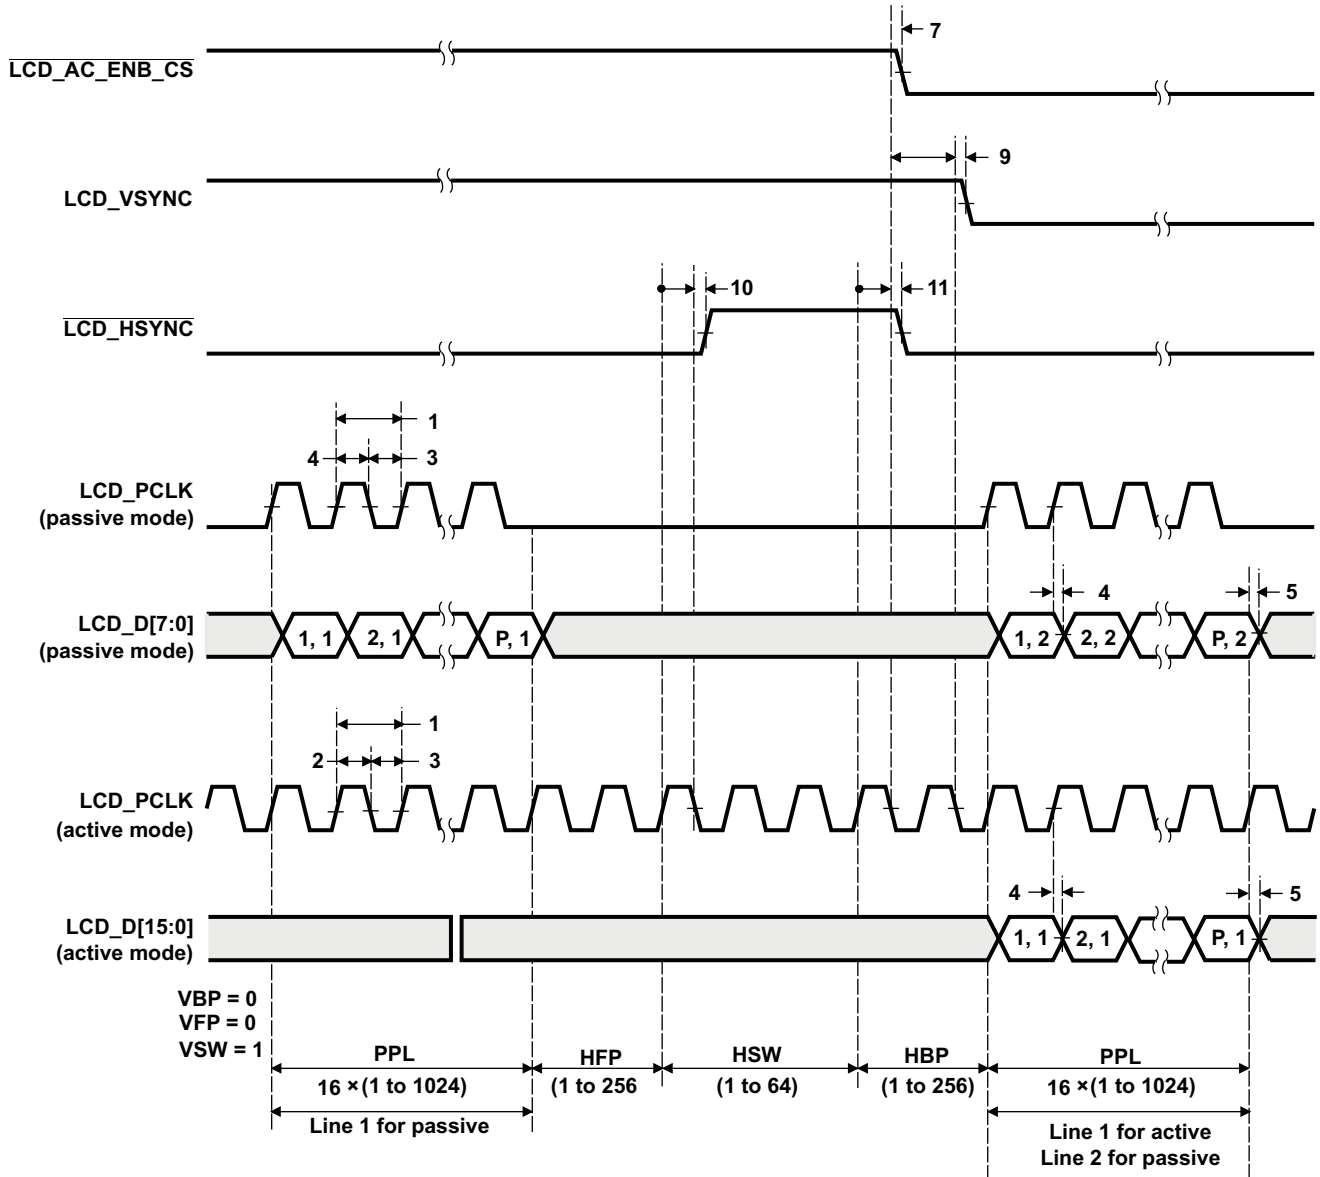 7
LCD_AC_ENB_CS
9
LCD_VSYNC
10
11
LCD_HSYNC
1
4
3
LCD_PCLK
(passive mode)
4
5
LCD_D[7:0]
(passive mode)
1, 1
2, 1
P, 1
1, 2
2, 2
P, 2
1
2
3
LCD_PCLK
(active mode)
4
5
LCD_D[15:0]
(active mode)
1, 1
2, 1
P, 1
VBP = 0
VFP = 0
VSW = 1
PPL
16 × (1 to 1024)
HFP
(1 to 256
HSW
(1 to 64)
HBP
(1 to 256)
PPL
16 × (1 to 1024)
Line 1 for passive
Line 1 for active
Line 2 for passive